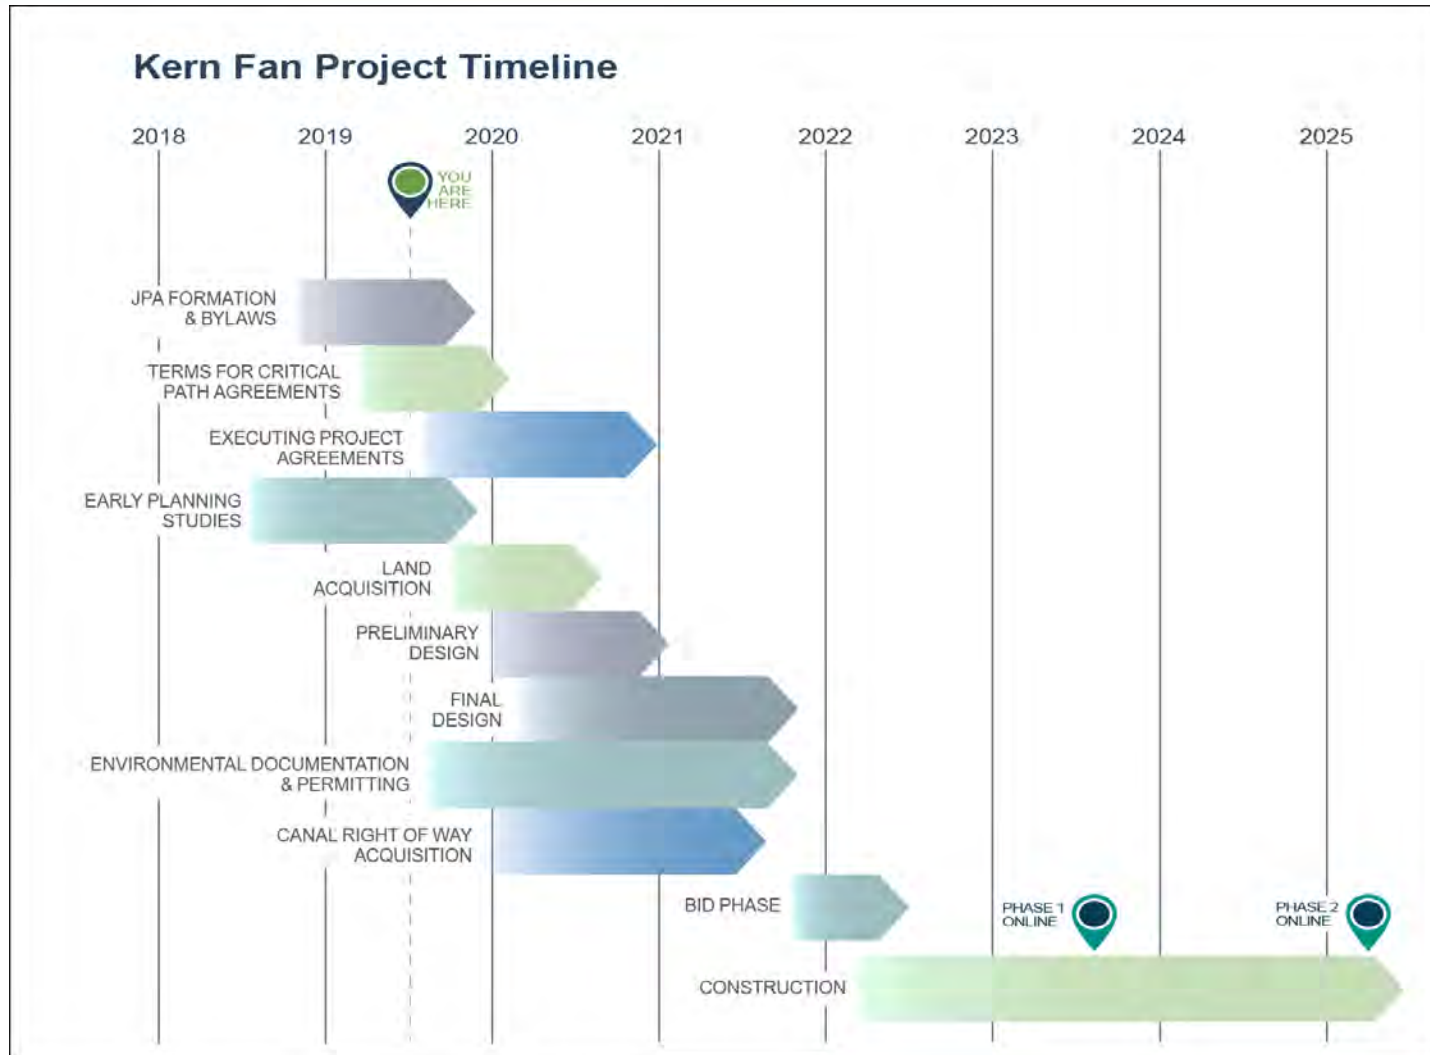 Kern Fan Project Timeline
2018 2019 2020 2021 2022 2023 2024 2025
YOU
ARE
HERE
JPA FORMATION
& BYLAWS
TERMS FOR CRITICAL
PATH AGREEMENTS
EXECUTING PROJECT
AGREEMENTS
EARLY PLANNING
STUDIES
LAND
ACQUISITION
PRELIMINARY
DESIGN
FINAL
DESIGN
ENVIRONMENTAL DOCUMENTATION
& PERMITTING
CANAL RIGHT OF WAY
ACQUISITION
BID PHASE
PHASE 1
ONLINE
PHASE 2
ONLINE
CONSTRUCTION